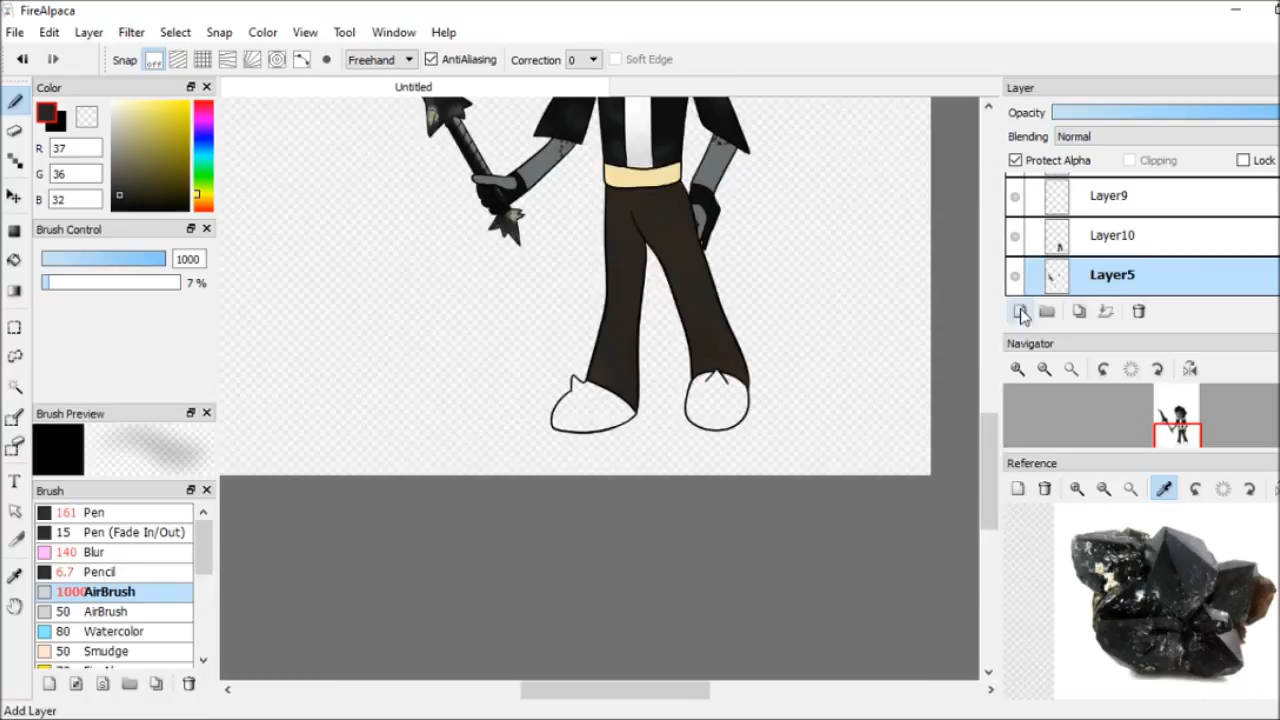 FireAlpaca
File Edit Layer Filter Select Snap Color View Tool Window Help
Snap off Freehand AntiAliasing Correction 0 Soft Edge
Color
Untitled
R 37
G 36
B 32
Brush Control
1000
7 %
Brush Preview
Brush
161 Pen
15 Pen (Fade In/Out)
140 Blur
6.7 Pencil
1000 AirBrush
50 AirBrush
80 Watercolor
50 Smudge
Add Layer
Layer
Opacity
Blending Normal
Protect Alpha Clipping Lock
Layer9
Layer10
Layer5
Navigator
Reference